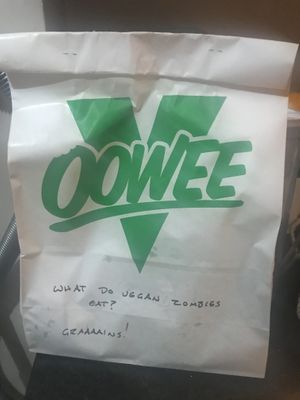 V
OOWEE
WHAT DO VEGAN ZOMBIES
EAT?
GRAAAAINS!